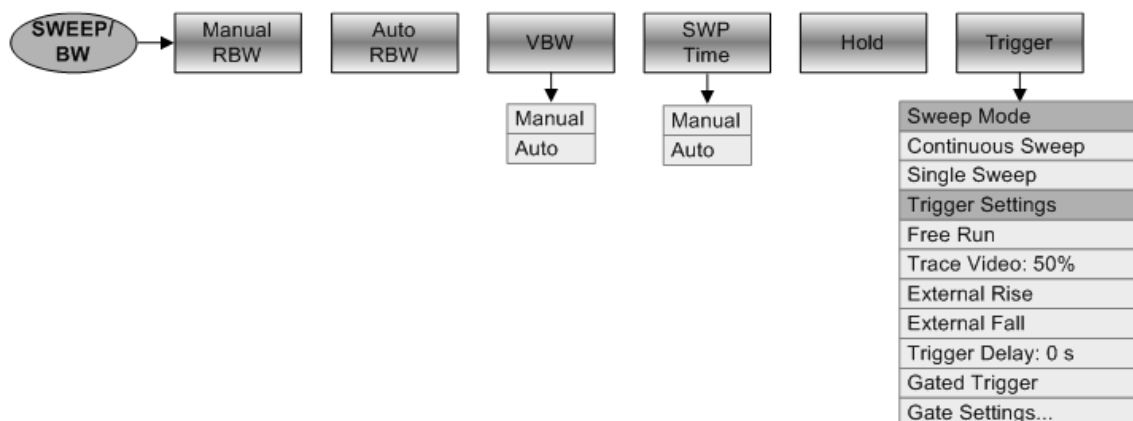 SWEEP/
BW
Manual
RBW
Auto
RBW
VBW
SWP
Time
Hold
Trigger
Manual
Auto
Manual
Auto
Sweep Mode
Continuous Sweep
Single Sweep
Trigger Settings
Free Run
Trace Video: 50%
External Rise
External Fall
Trigger Delay: 0 s
Gated Trigger
Gate Settings...